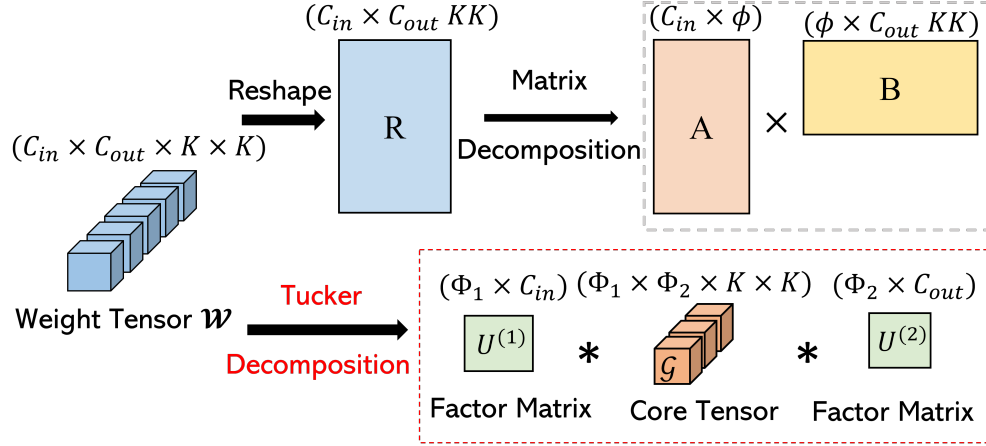 (C_in × C_out KK)
(C_in × ϕ)
(ϕ × C_out KK)
Reshape
R
Matrix
Decomposition
A
×
B
(C_in × C_out × K × K)
Weight Tensor 𝓦
Tucker
Decomposition
(Φ_1 × C_in) (Φ_1 × Φ_2 × K × K) (Φ_2 × C_out)
U^(1) * 𝒢 * U^(2)
Factor Matrix Core Tensor Factor Matrix